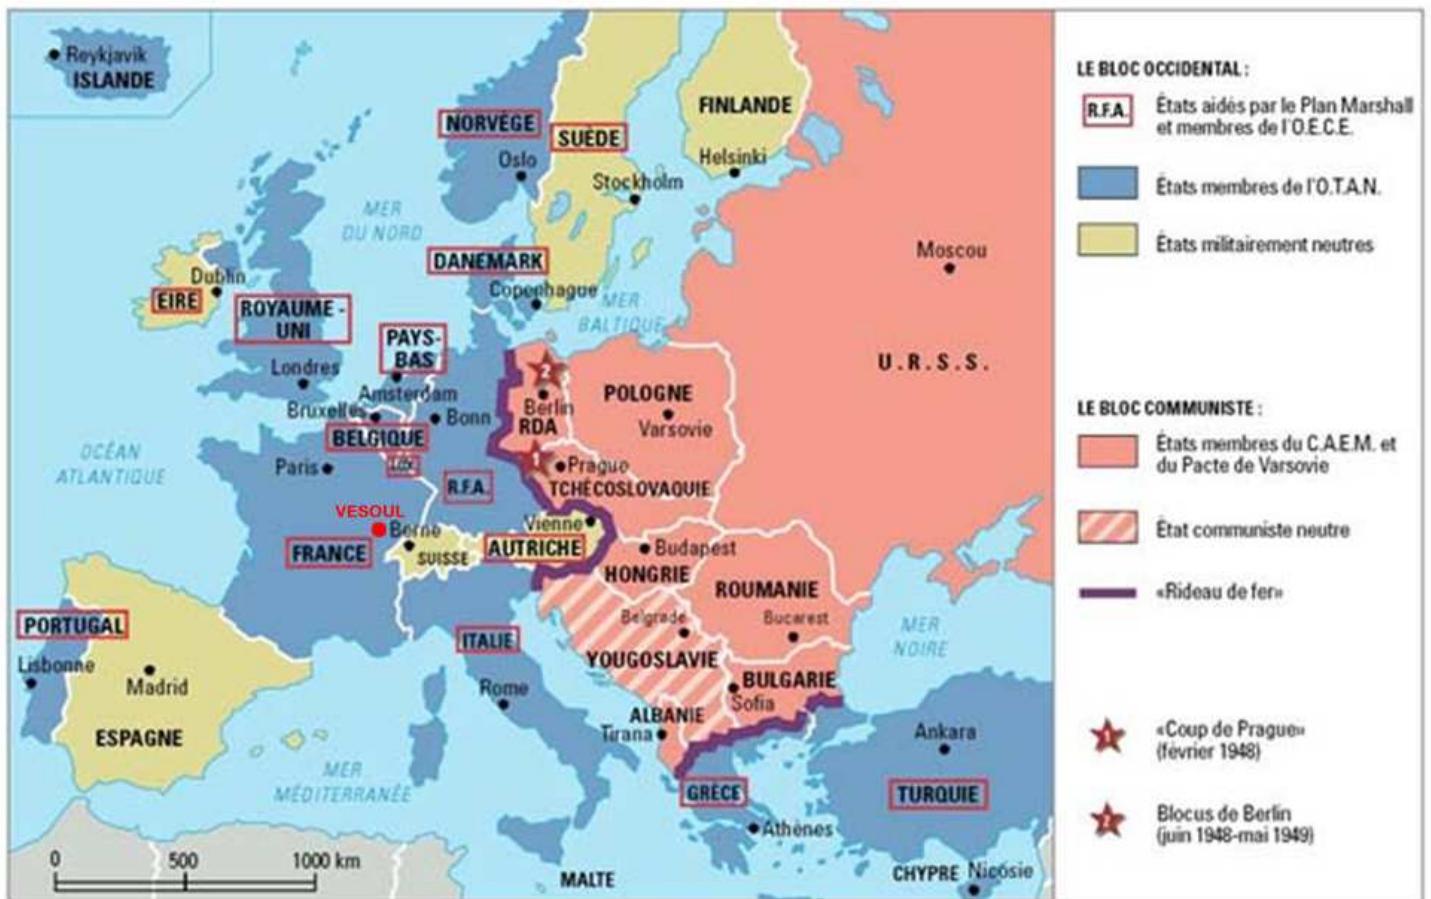 Reykjavik
ISLANDE
NORVÈGE
Oslo
SUÈDE
Stockholm
FINLANDE
Helsinki
MER
DU NORD
Moscou
DANEMARK
Copenhague
MER
BALTIQUE
Dublin
EIRE
ROYAUME-
UNI
Londres
PAYS-
BAS
Amsterdam
Bruxelles
BELGIQUE
Lux
Bonn
2
Berlin
RDA
POLOGNE
Varsovie
U.R.S.S.
OCÉAN
ATLANTIQUE
Paris
R.F.A.
1
Prague
TCHÉCOSLOVAQUIE
VESOUL
Berne
FRANCE
SUISSE
Vienne
AUTRICHE
Budapest
HONGRIE
ROUMANIE
Bucarest
Belgrade
YOUGOSLAVIE
MER
NOIRE
PORTUGAL
Lisbonne
Madrid
ESPAGNE
ITALIE
Rome
BULGARIE
Sofia
ALBANIE
Tirana
Ankara
TURQUIE
GRÈCE
Athènes
MER
MÉDITERRANÉE
MALTE
CHYPRE Nicosie
0 500 1000 km
LE BLOC OCCIDENTAL :
R.F.A.
États aidés par le Plan Marshall
et membres de l'O.E.C.E.
États membres de l'O.T.A.N.
États militairement neutres
LE BLOC COMMUNISTE :
États membres du C.A.E.M. et
du Pacte de Varsovie
État communiste neutre
«Rideau de fer»
1
«Coup de Prague»
(février 1948)
2
Blocus de Berlin
(juin 1948-mai 1949)